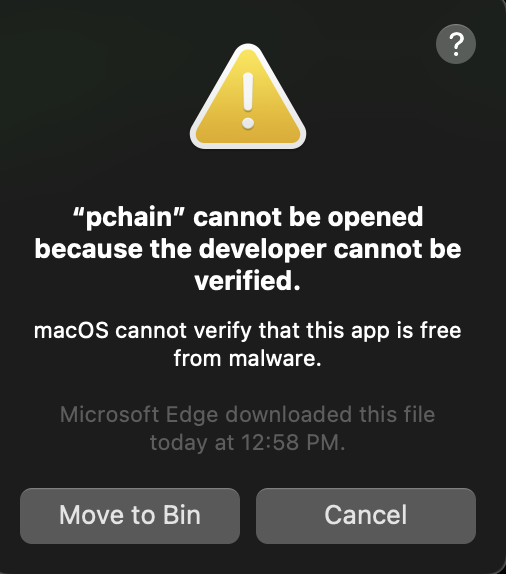 ?
“pchain” cannot be opened
because the developer cannot be
verified.
macOS cannot verify that this app is free
from malware.
Microsoft Edge downloaded this file
today at 12:58 PM.
Move to Bin
Cancel